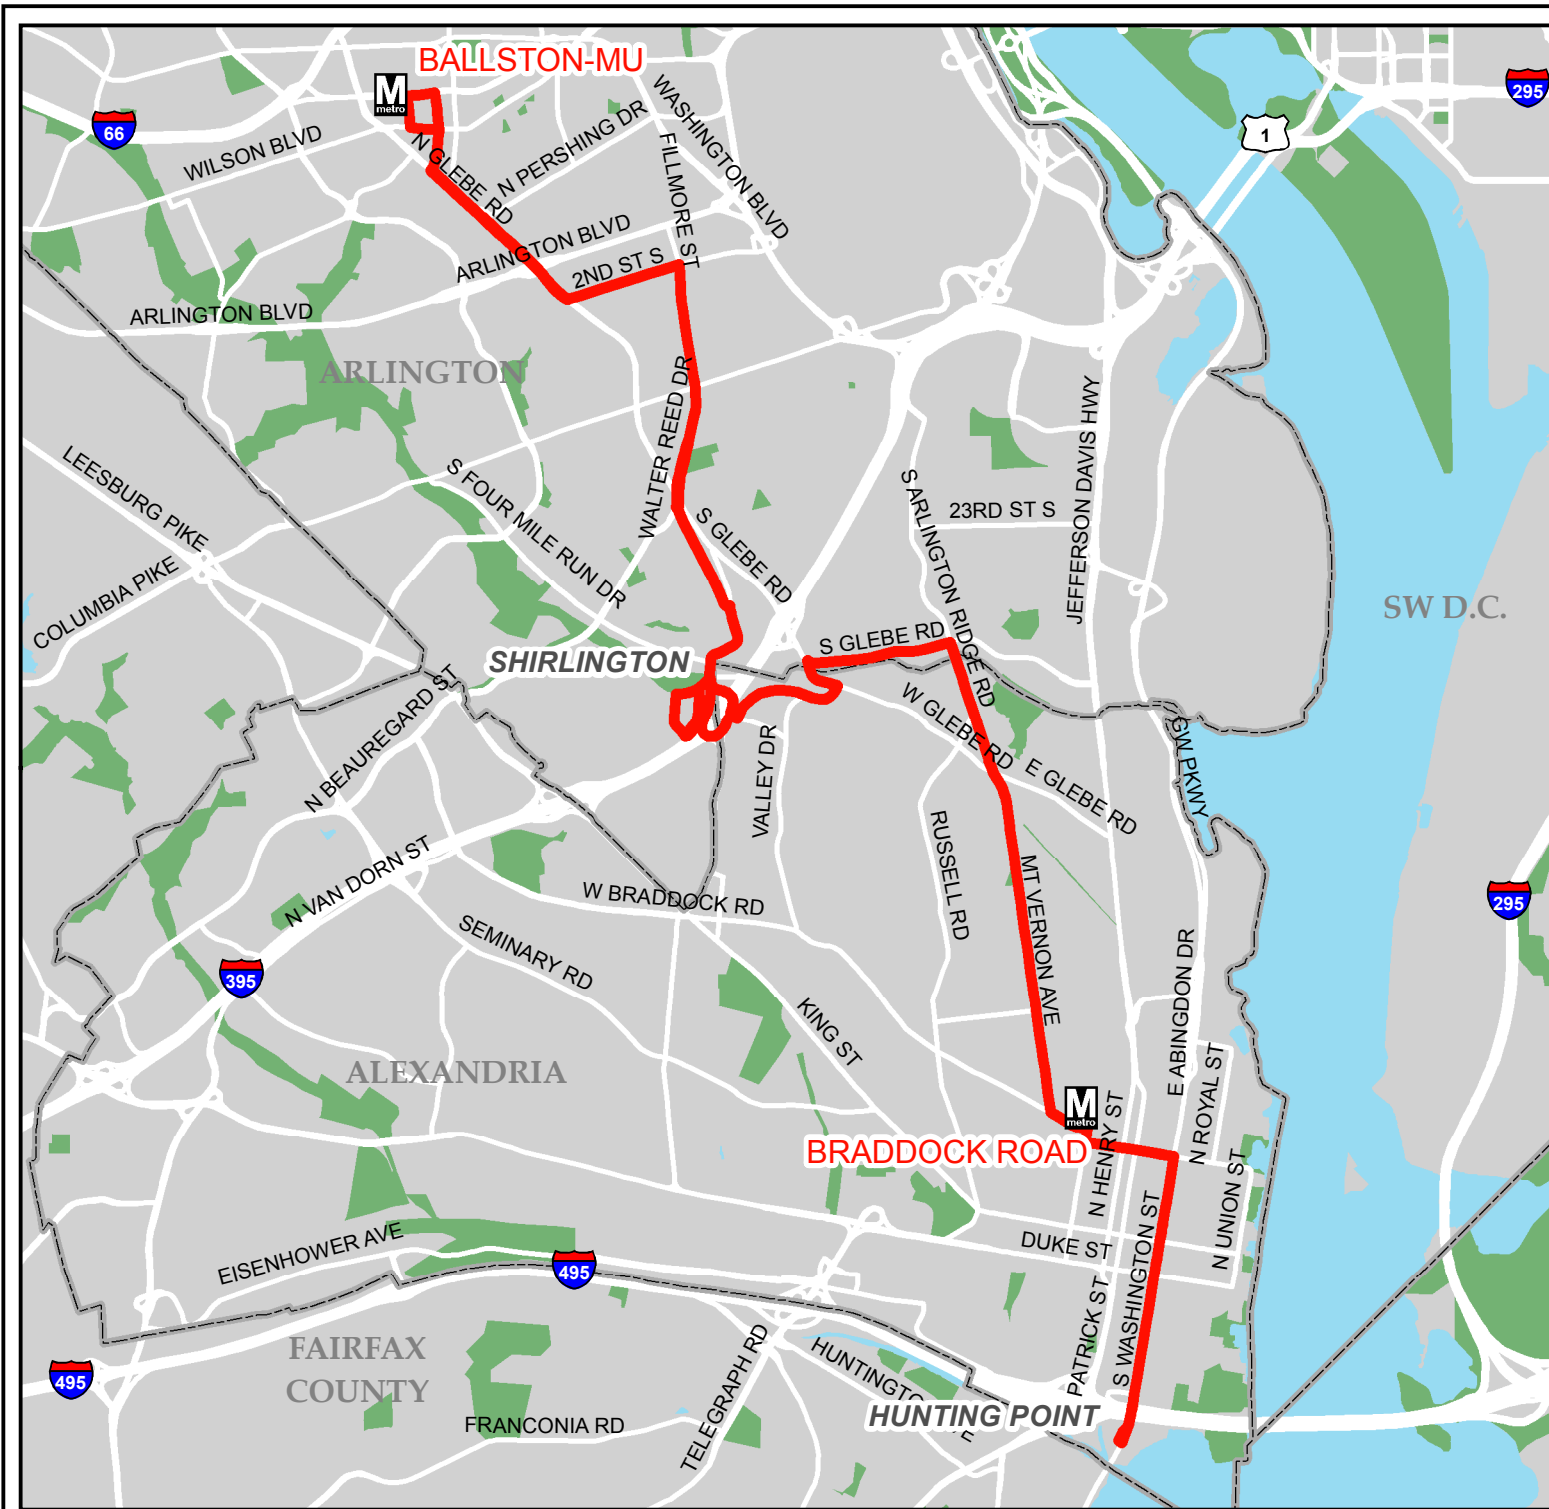 BALLSTON-MU
M
metro
295
66
1
WILSON BLVD
N GLEBE RD
N PERSHING DR
FILLMORE ST
WASHINGTON BLVD
ARLINGTON BLVD
2ND ST S
ARLINGTON BLVD
ARLINGTON
WALTER REED DR
JEFFERSON DAVIS HWY
LEESBURG PIKE
S FOUR MILE RUN DR
S GLEBE RD
S ARLINGTON RIDGE RD
23RD ST S
COLUMBIA PIKE
SW D.C.
SHIRLINGTON
S GLEBE RD
N BEAUREGARD ST
W GLEBE RD
E GLEBE RD
GW PKWY
VALLEY DR
RUSSELL RD
MT VERNON AVE
N VAN DORN ST
W BRADDOCK RD
295
SEMINARY RD
395
KING ST
E ABINGDON DR
ALEXANDRIA
M
metro
N HENRY ST
N ROYAL ST
BRADDOCK ROAD
N UNION ST
S WASHINGTON ST
DUKE ST
EISENHOWER AVE
495
PATRICK ST
FAIRFAX
COUNTY
495
TELEGRAPH RD
HUNTINGTON
HUNTING POINT
FRANCONIA RD